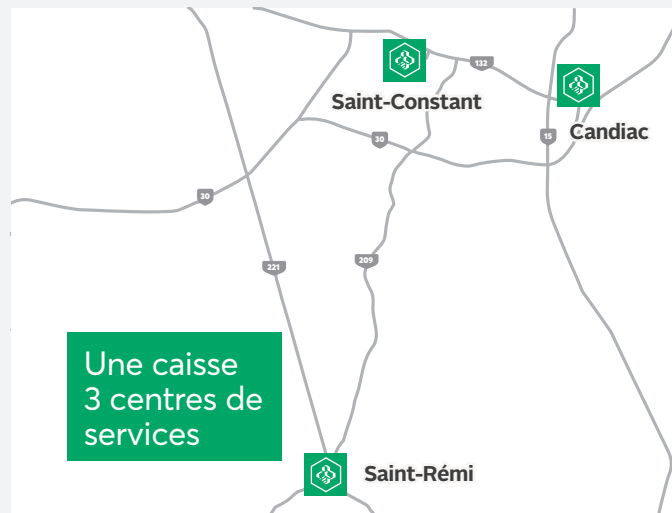 132
Saint-Constant
Candiac
15
30
30
209
221
Une caisse
3 centres de
services
Saint-Rémi